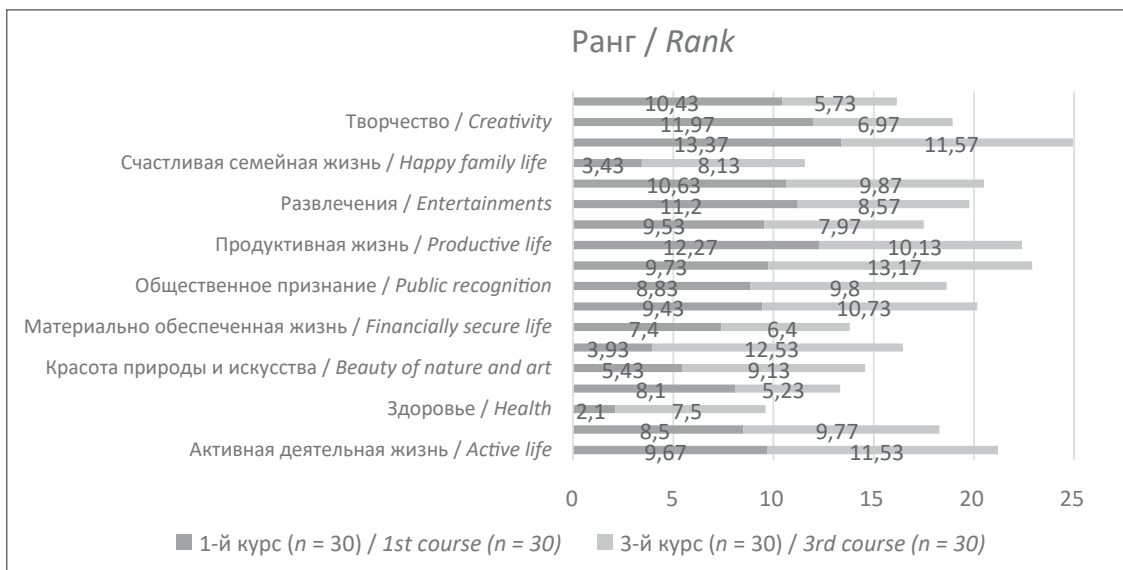 Ранг / Rank
10,43 5,73
Творчество / Creativity 11,97 6,97
13,37 11,57
Счастливая семейная жизнь / Happy family life 3,43 8,13
10,63 9,87
Развлечения / Entertainments 11,2 8,57
9,53 7,97
Продуктивная жизнь / Productive life 12,27 10,13
9,73 13,17
Общественное признание / Public recognition 8,83 9,8
9,43 10,73
Материально обеспеченная жизнь / Financially secure life 7,4 6,4
3,93 12,53
Красота природы и искусства / Beauty of nature and art 5,43 9,13
8,1 5,23
Здоровье / Health 2,1 7,5
8,5 9,77
Активная деятельная жизнь / Active life 9,67 11,53
0 5 10 15 20 25
1-й курс (n = 30) / 1st course (n = 30) 3-й курс (n = 30) / 3rd course (n = 30)